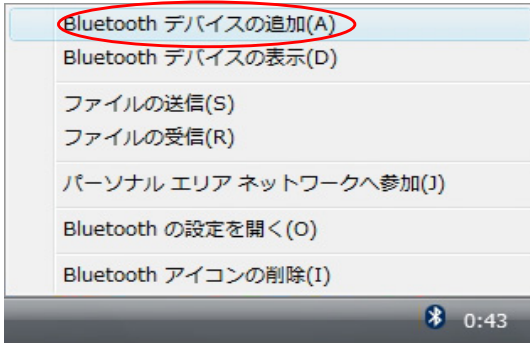 Bluetooth デバイスの追加(A)
Bluetooth デバイスの表示(D)
ファイルの送信(S)
ファイルの受信(R)
パーソナル エリア ネットワークへ参加(J)
Bluetooth の設定を開く(O)
Bluetooth アイコンの削除(I)
0:43